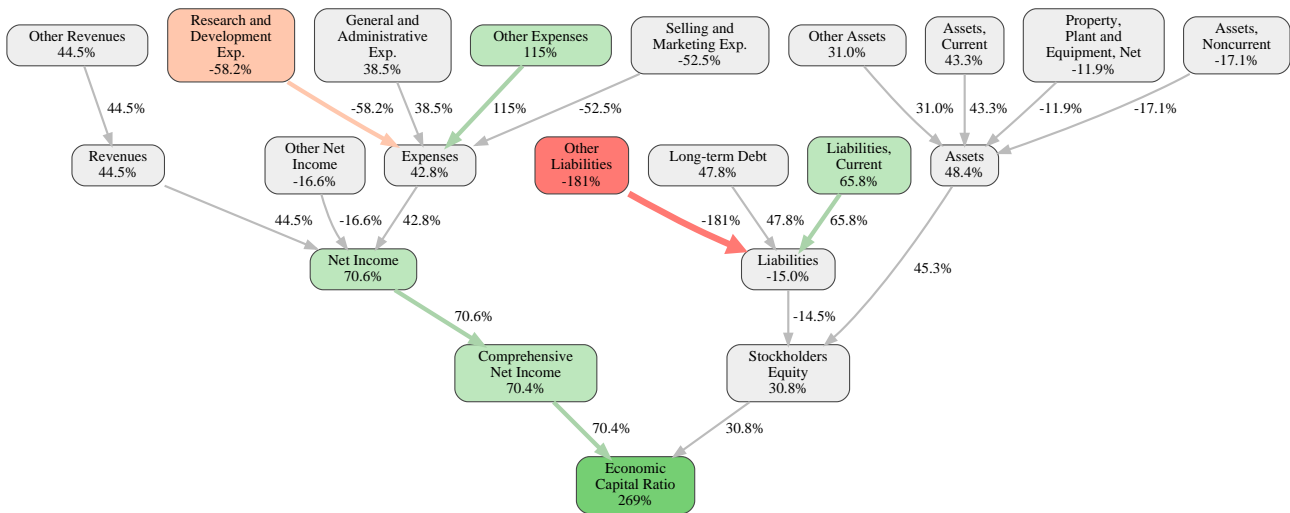 Other Revenues
44.5%
Research and
Development
Exp.
-58.2%
General and
Administrative
Exp.
38.5%
Other Expenses
115%
Selling and
Marketing Exp.
-52.5%
Other Assets
31.0%
Assets,
Current
43.3%
Property,
Plant and
Equipment, Net
-11.9%
Assets,
Noncurrent
-17.1%
44.5%
-58.2%
38.5%
115%
-52.5%
31.0%
43.3%
-11.9%
-17.1%
Revenues
44.5%
Other Net
Income
-16.6%
Expenses
42.8%
Other
Liabilities
-181%
Long-term Debt
47.8%
Liabilities,
Current
65.8%
Assets
48.4%
44.5%
-16.6%
42.8%
-181%
47.8%
65.8%
45.3%
Net Income
70.6%
Liabilities
-15.0%
70.6%
-14.5%
Comprehensive
Net Income
70.4%
Stockholders
Equity
30.8%
70.4%
30.8%
Economic
Capital Ratio
269%